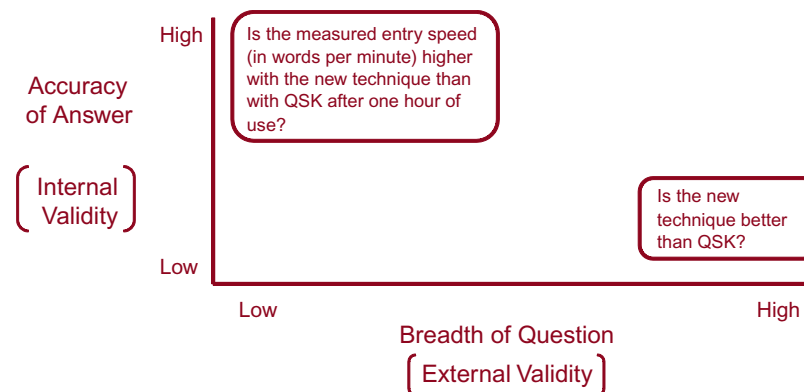 High
Is the measured entry speed
(in words per minute) higher
with the new technique than
with QSK after one hour of
use?
Accuracy
of Answer
Internal
Validity
Is the new
technique better
than QSK?
Low
Low
High
Breadth of Question
External Validity